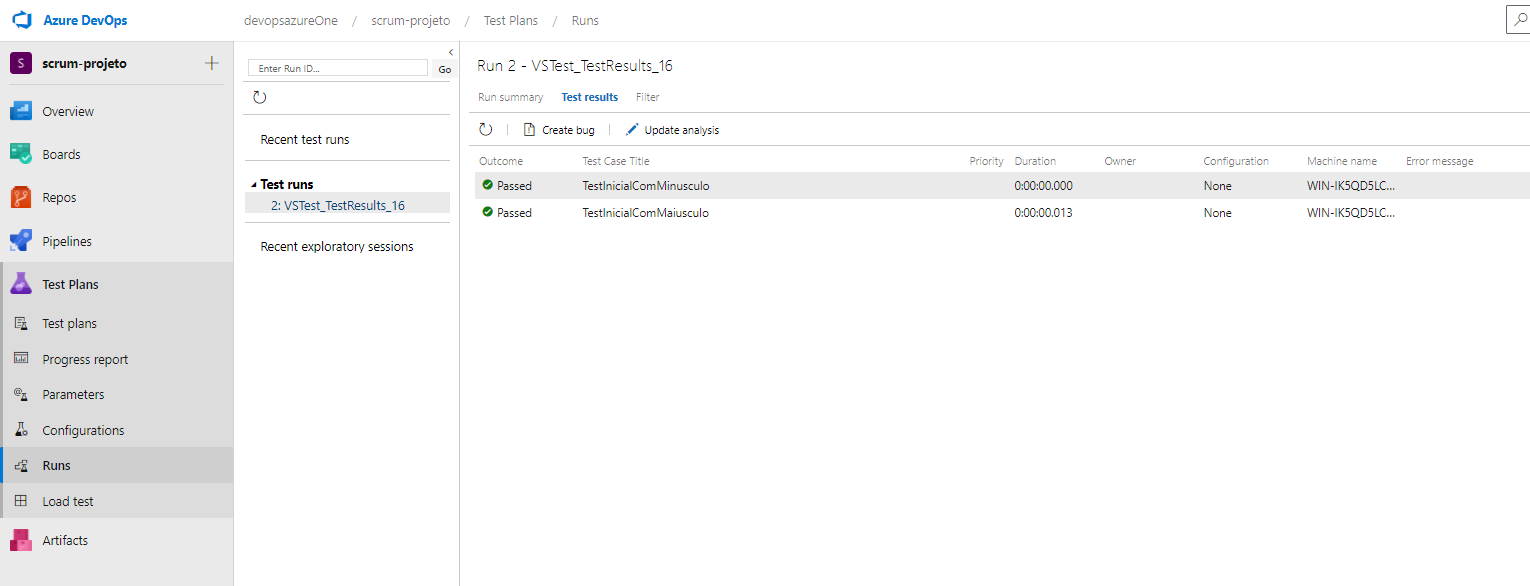 Azure DevOps
devopsazureOne / scrum-projeto / Test Plans / Runs
S scrum-projeto
Overview
Boards
Repos
Pipelines
Test Plans
Test plans
Progress report
Parameters
Configurations
Runs
Load test
Artifacts
Enter Run ID... Go
Recent test runs
Test runs
2: VSTest_TestResults_16
Recent exploratory sessions
Run 2 - VSTest_TestResults_16
Run summary Test results Filter
Create bug Update analysis
Outcome Test Case Title Priority Duration Owner Configuration Machine name Error message
Passed TestInicialComMinusculo 0:00:00.000 None WIN-IK5QD5LC...
Passed TestInicialComMaiusculo 0:00:00.013 None WIN-IK5QD5LC...